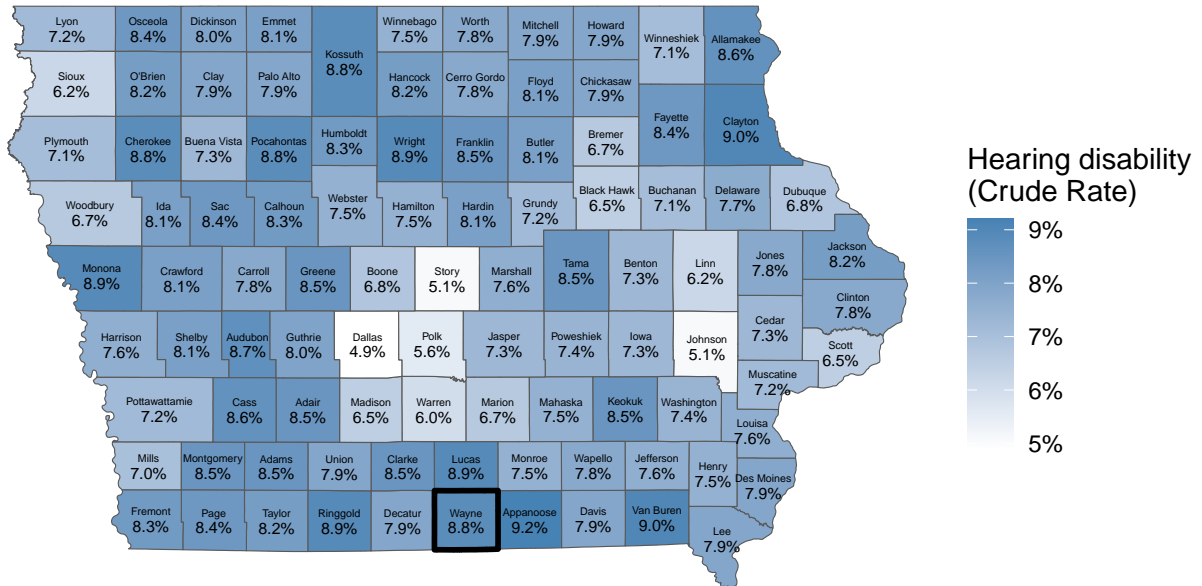 Lyon
7.2%
Osceola
8.4%
Dickinson
8.0%
Emmet
8.1%
Kossuth
8.8%
Winnebago
7.5%
Worth
7.8%
Mitchell
7.9%
Howard
7.9%
Winneshiek
7.1%
Allamakee
8.6%
Sioux
6.2%
O'Brien
8.2%
Clay
7.9%
Palo Alto
7.9%
Hancock
8.2%
Cerro Gordo
7.8%
Floyd
8.1%
Chickasaw
7.9%
Fayette
8.4%
Clayton
9.0%
Plymouth
7.1%
Cherokee
8.8%
Buena Vista
7.3%
Pocahontas
8.8%
Humboldt
8.3%
Wright
8.9%
Franklin
8.5%
Butler
8.1%
Bremer
6.7%
Woodbury
6.7%
Ida
8.1%
Sac
8.4%
Calhoun
8.3%
Webster
7.5%
Hamilton
7.5%
Hardin
8.1%
Grundy
7.2%
Black Hawk
6.5%
Buchanan
7.1%
Delaware
7.7%
Dubuque
6.8%
Monona
8.9%
Crawford
8.1%
Carroll
7.8%
Greene
8.5%
Boone
6.8%
Story
5.1%
Marshall
7.6%
Tama
8.5%
Benton
7.3%
Linn
6.2%
Jones
7.8%
Jackson
8.2%
Clinton
7.8%
Harrison
7.6%
Shelby
8.1%
Audubon
8.7%
Guthrie
8.0%
Dallas
4.9%
Polk
5.6%
Jasper
7.3%
Poweshiek
7.4%
Iowa
7.3%
Johnson
5.1%
Cedar
7.3%
Scott
6.5%
Muscatine
7.2%
Pottawattamie
7.2%
Cass
8.6%
Adair
8.5%
Madison
6.5%
Warren
6.0%
Marion
6.7%
Mahaska
7.5%
Keokuk
8.5%
Washington
7.4%
Louisa
7.6%
Mills
7.0%
Montgomery
8.5%
Adams
8.5%
Union
7.9%
Clarke
8.5%
Lucas
8.9%
Monroe
7.5%
Wapello
7.8%
Jefferson
7.6%
Henry
7.5%
Des Moines
7.9%
Fremont
8.3%
Page
8.4%
Taylor
8.2%
Ringgold
8.9%
Decatur
7.9%
Wayne
8.8%
Appanoose
9.2%
Davis
7.9%
Van Buren
9.0%
Lee
7.9%
Hearing disability
(Crude Rate)
9%
8%
7%
6%
5%